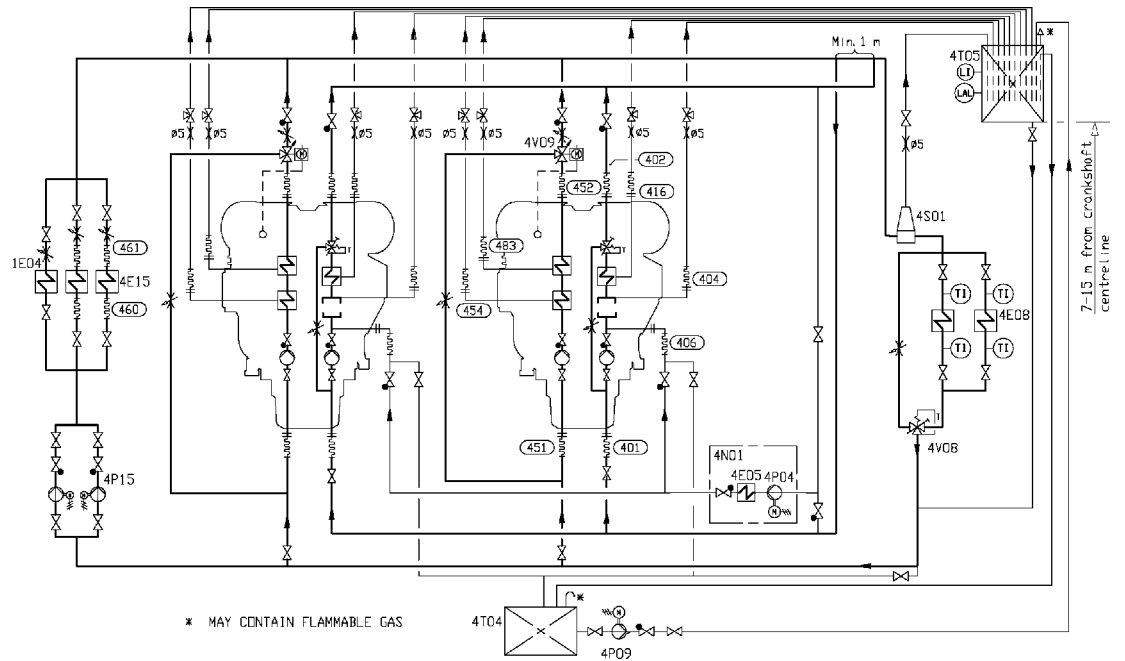 4T05
*
Min. 1 m
LI
LAL
ø5
ø5
ø5
ø5
ø5
ø5
ø5
ø5
ø5
4V09
M
M
402
452
416
4S01
7-15 m from crankshaft
centreline
461
1E04
4E15
460
483
404
454
T
T
TI
TI
4E08
TI
TI
406
451
401
T
4V08
4N01
4E05
4P04
M
4P15
M
M
* MAY CONTAIN FLAMMABLE GAS
4T04
*
M
4P09